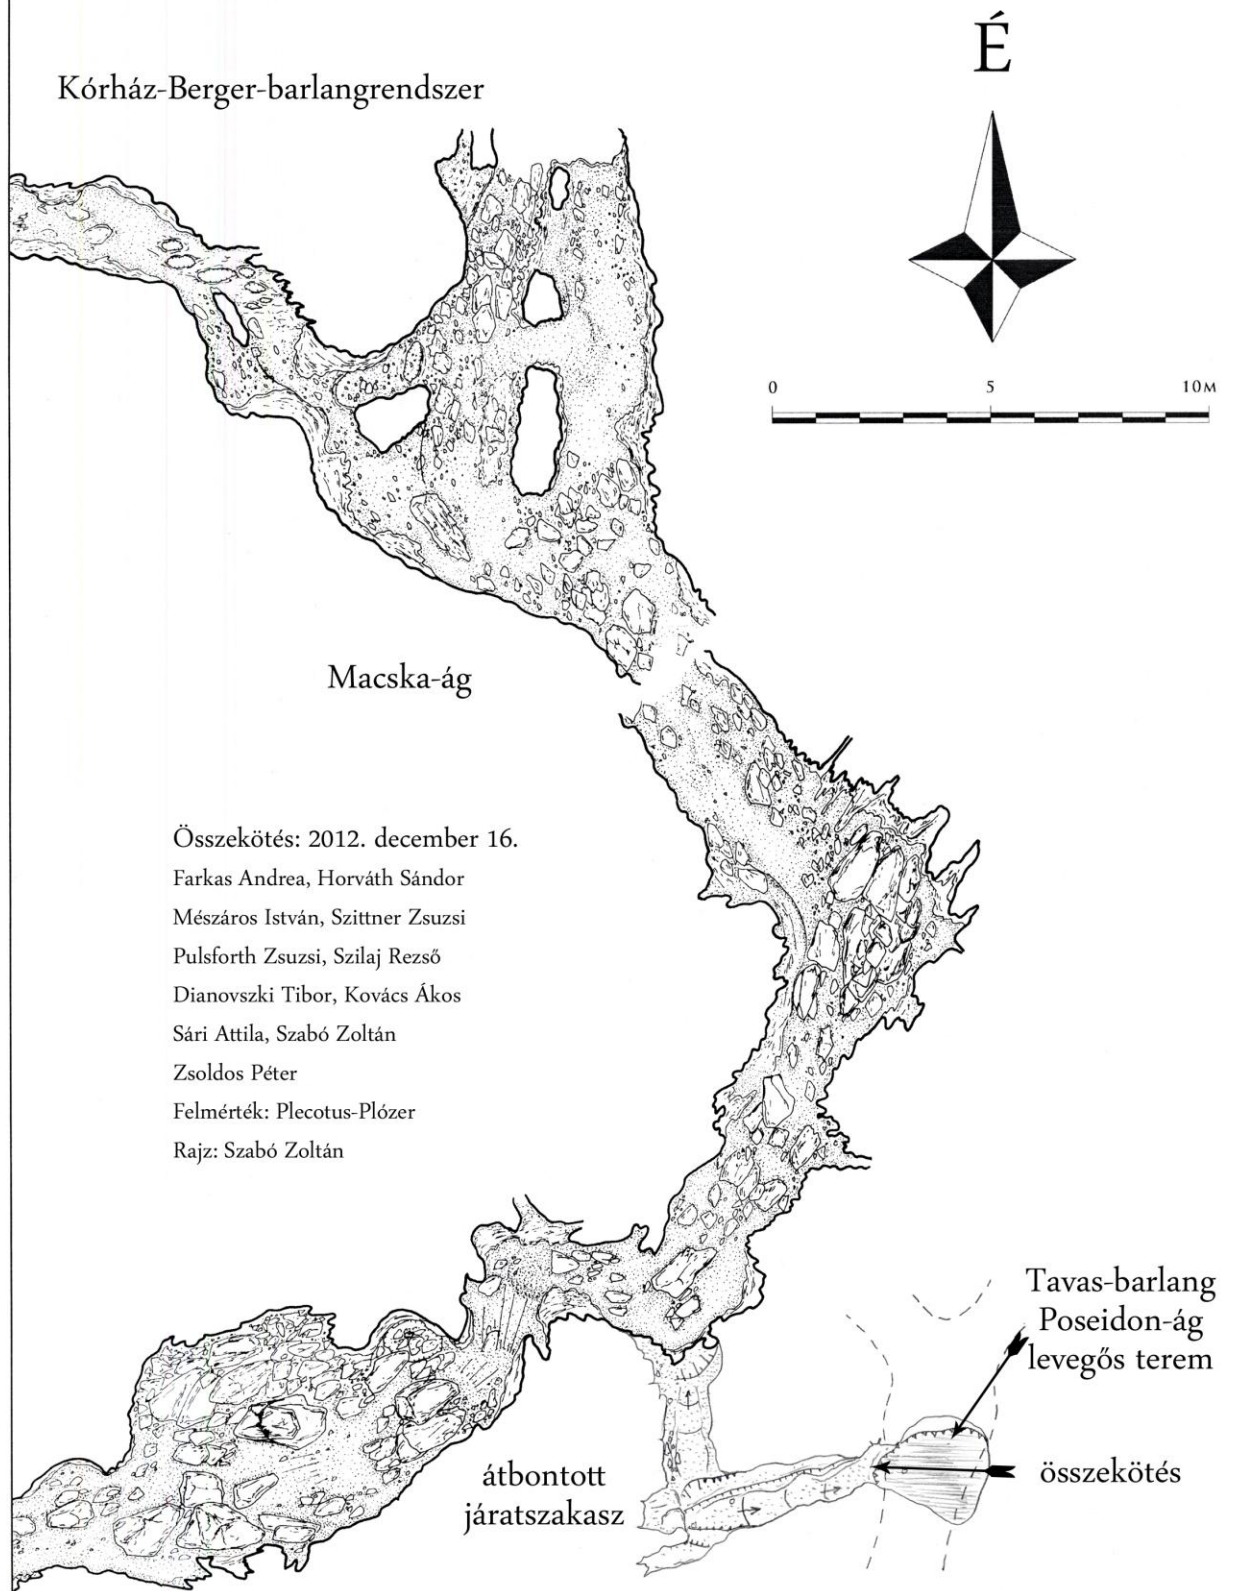 É
Kórház-Berger-barlangrendszer
0 5 10M
Macska-ág
Összekötés: 2012. december 16.
Farkas Andrea, Horváth Sándor
Mészáros István, Szittner Zsuzsi
Pulsforth Zsuzsi, Szilaj Rezső
Dianovszki Tibor, Kovács Ákos
Sári Attila, Szabó Zoltán
Zsoldos Péter
Felmérték: Plecotus-Plózer
Rajz: Szabó Zoltán
Tavas-barlang
Poseidon-ág
levegős terem
összekötés
átbontott
járatszakasz